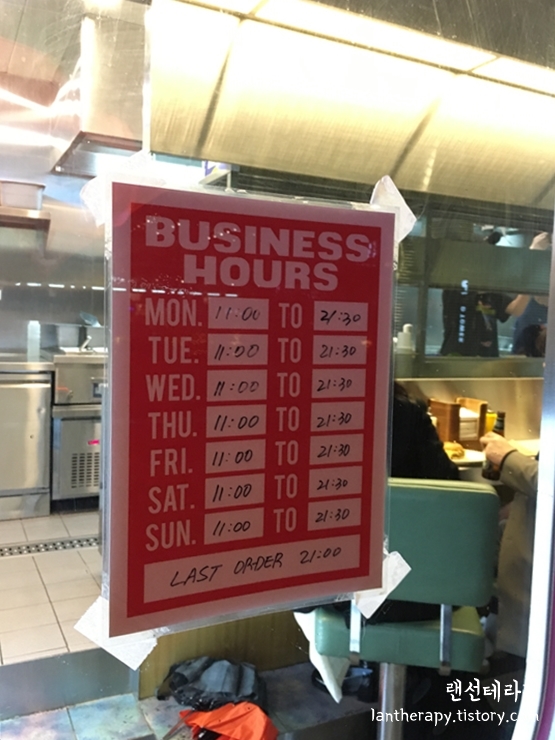 BUSINESS
HOURS
MON. 11:00 TO 21:30
TUE. 11:00 TO 21:30
WED. 11:00 TO 21:30
THU. 11:00 TO 21:30
FRI. 11:00 TO 21:30
SAT. 11:00 TO 21:30
SUN. 11:00 TO 21:30
LAST ORDER 21:00
랜선테라
lantherapy.tistory.com